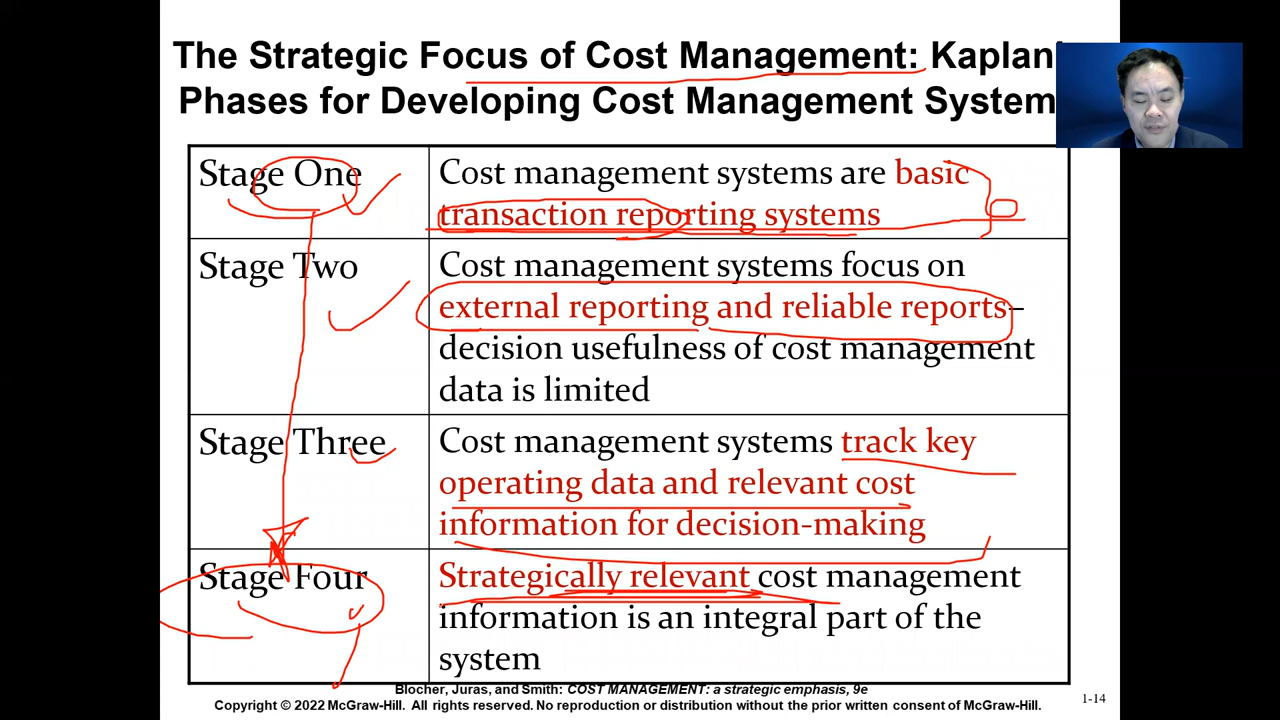 The Strategic Focus of Cost Management: Kaplan'
Phases for Developing Cost Management System
Stage One
Cost management systems are basic
transaction reporting systems
Stage Two
Cost management systems focus on
external reporting and reliable reports–
decision usefulness of cost management
data is limited
Stage Three
Cost management systems track key
operating data and relevant cost
information for decision-making
Stage Four
Strategically relevant cost management
information is an integral part of the
system
Blocher, Juras, and Smith: COST MANAGEMENT: a strategic emphasis, 9e
Copyright © 2022 McGraw-Hill. All rights reserved. No reproduction or distribution without the prior written consent of McGraw-Hill.
1-14